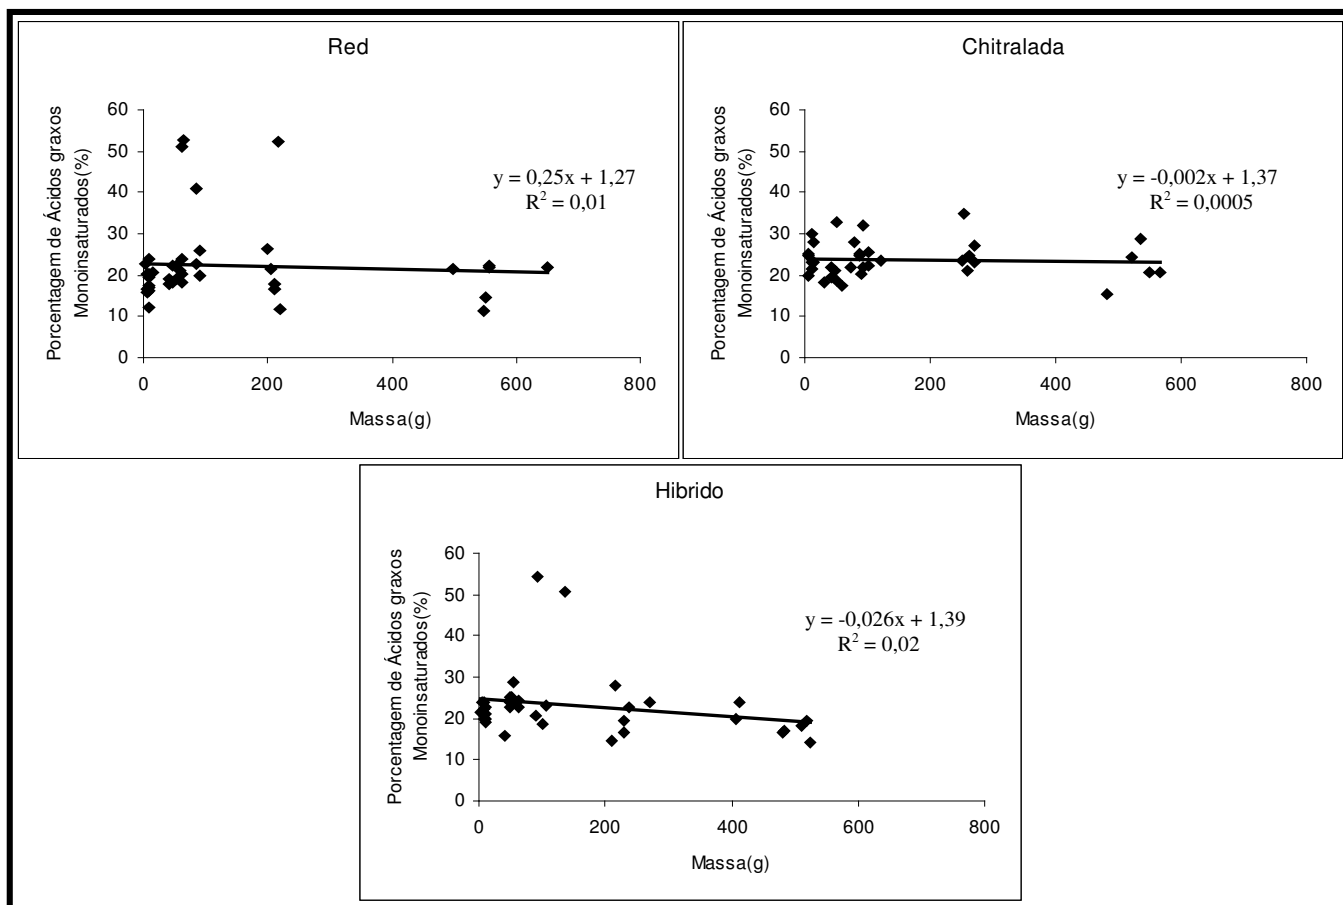 Red
Porcentagem de Ácidos graxos
Monoinsaturados(%)
60
50
40
30
20
10
0
0 200 400 600 800
Massa(g)
y = 0,25x + 1,27
R² = 0,01
Chitralada
Porcentagem de Ácidos graxos
Monoinsaturados(%)
60
50
40
30
20
10
0
0 200 400 600 800
Massa(g)
y = -0,002x + 1,37
R² = 0,0005
Hibrido
Porcentagem de Ácidos graxos
Monoinsaturados(%)
60
50
40
30
20
10
0
0 200 400 600 800
Massa(g)
y = -0,026x + 1,39
R² = 0,02